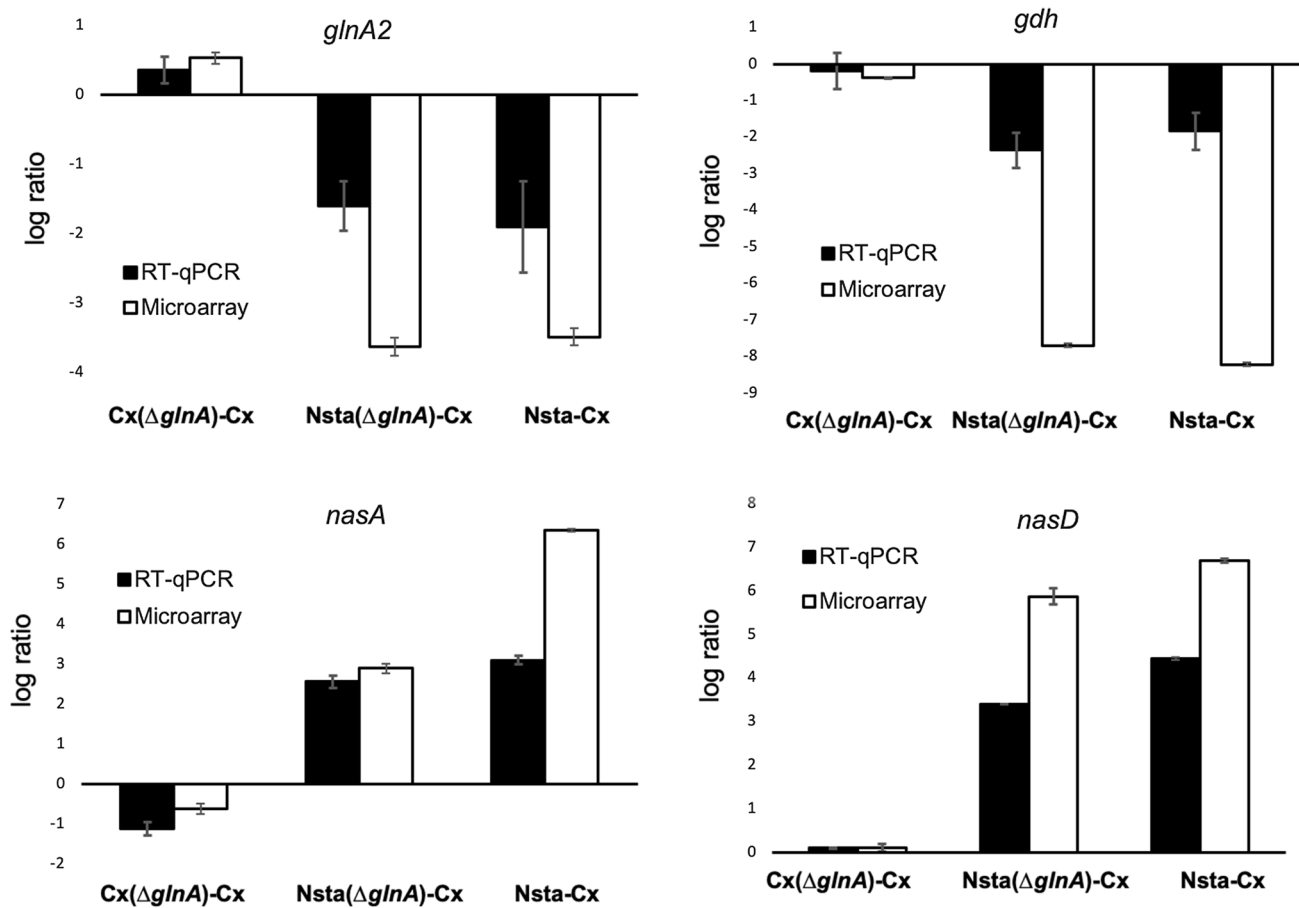 glnA2
1
0
-1
-2
-3
-4
log ratio
RT-qPCR
Microarray
Cx(ΔglnA)-Cx Nsta(ΔglnA)-Cx Nsta-Cx
gdh
1
0
-1
-2
-3
-4
-5
-6
-7
-8
-9
log ratio
RT-qPCR
Microarray
Cx(ΔglnA)-Cx Nsta(ΔglnA)-Cx Nsta-Cx
nasA
7
6
5
4
3
2
1
0
-1
-2
log ratio
RT-qPCR
Microarray
Cx(ΔglnA)-Cx Nsta(ΔglnA)-Cx Nsta-Cx
nasD
8
7
6
5
4
3
2
1
0
log ratio
RT-qPCR
Microarray
Cx(ΔglnA)-Cx Nsta(ΔglnA)-Cx Nsta-Cx